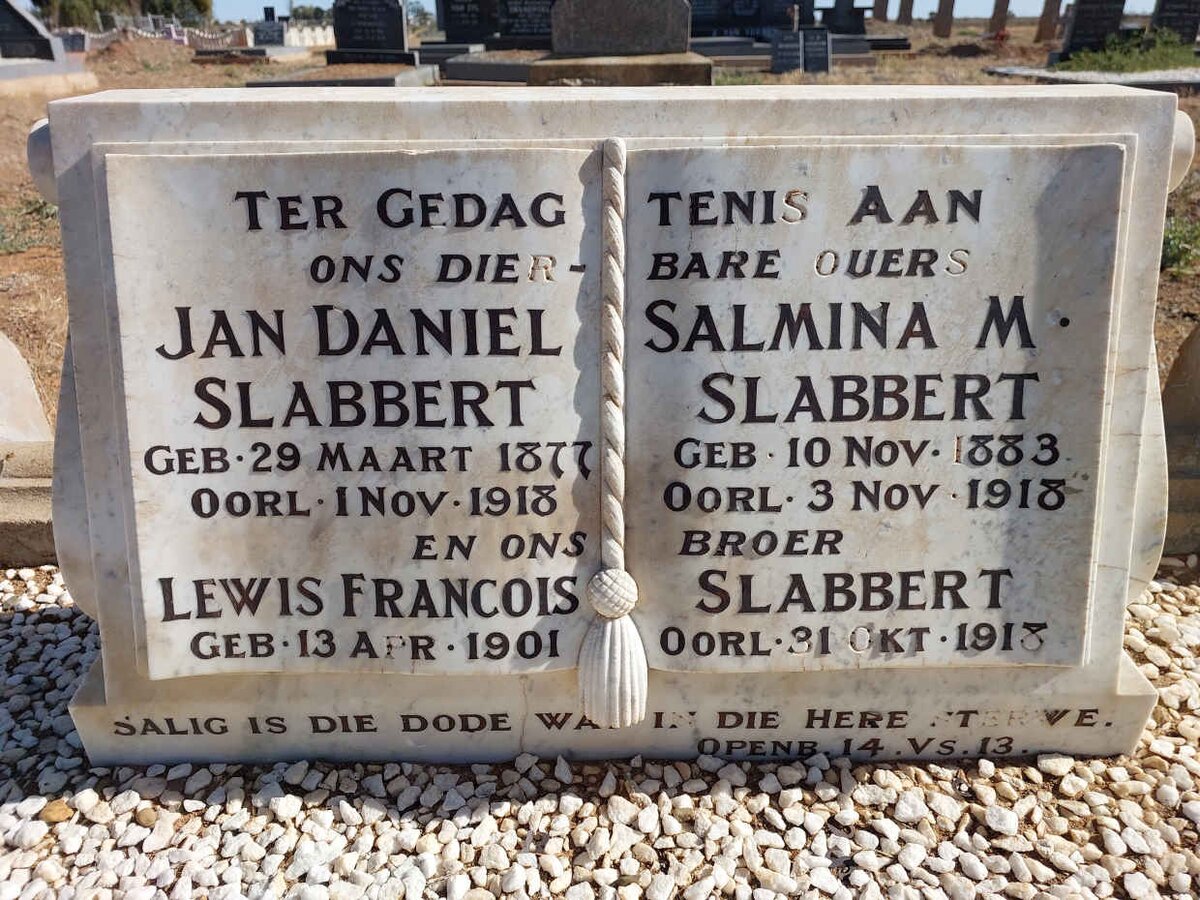 TER GEDAG TENIS AAN
ONS DIER- BARE OUERS
JAN DANIEL SALMINA M.
SLABBERT SLABBERT
GEB. 29 MAART 1877 GEB. 10 NOV. 1883
OORL. 1 NOV. 1918 OORL. 3 NOV. 1918
EN ONS BROER
LEWIS FRANCOIS SLABBERT
GEB. 13 APR. 1901 OORL. 31 OKT. 1918
SALIG IS DIE DODE WAT IN DIE HERE STERWE.
OPENB. 14. VS. 13.